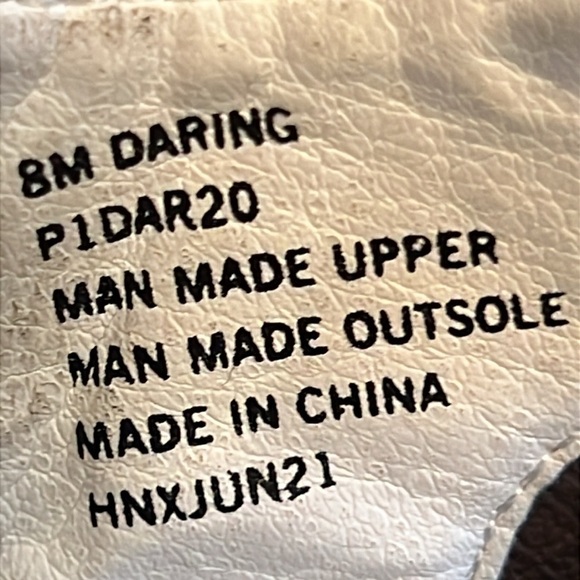 8M DARING
P1DAR20
MAN MADE UPPER
MAN MADE OUTSOLE
MADE IN CHINA
HNXJUN21